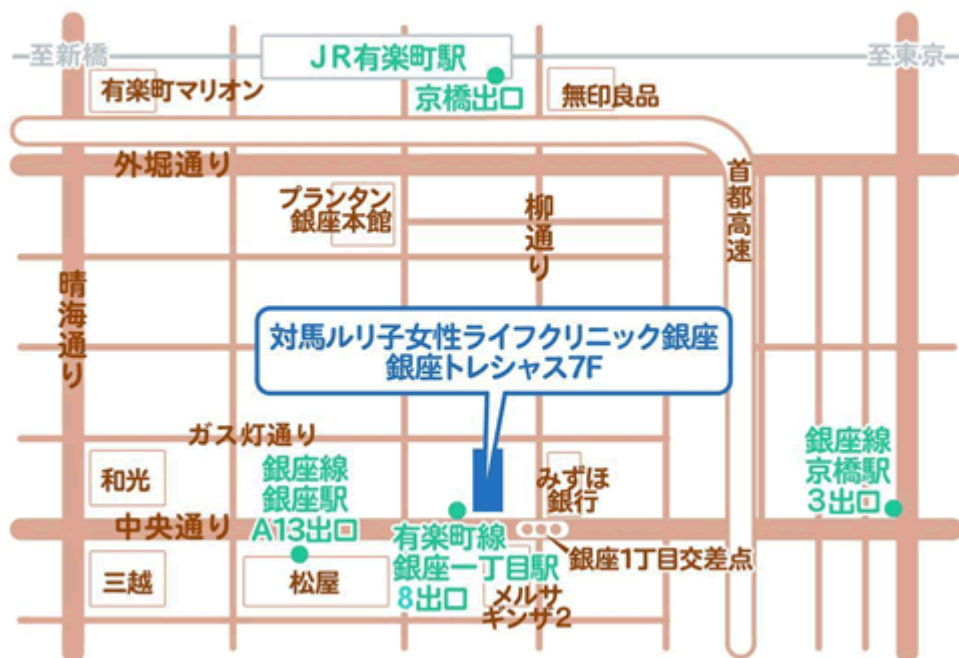 至新橋
JR有楽町駅
至東京
有楽町マリオン
京橋出口
無印良品
外堀通り
首都高速
プランタン
銀座本館
柳通り
晴海通り
対馬ルリ子女性ライフクリニック銀座
銀座トレシャス7F
ガス灯通り
和光
銀座線
銀座駅
A13出口
みずほ
銀行
銀座線
京橋駅
3出口
中央通り
有楽町線
銀座一丁目駅
8出口
銀座1丁目交差点
三越
松屋
メルサ
ギンザ2